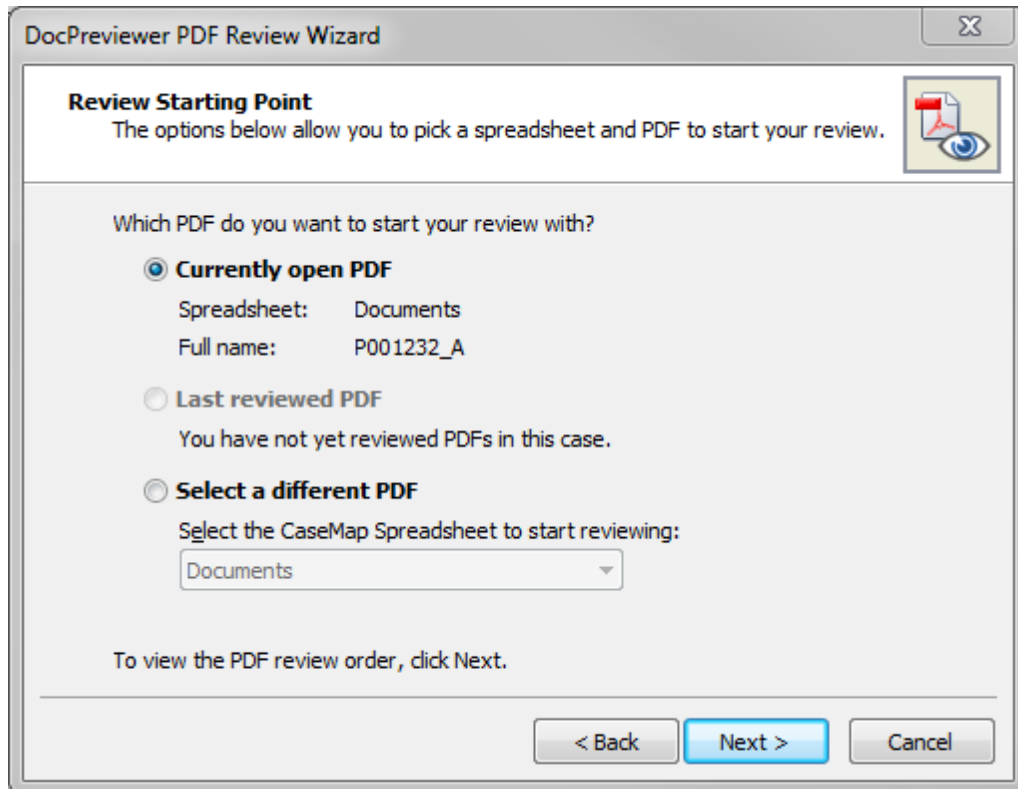 DocPreviewer PDF Review Wizard
Review Starting Point
The options below allow you to pick a spreadsheet and PDF to start your review.
Which PDF do you want to start your review with?
Currently open PDF
Spreadsheet: Documents
Full name: P001232_A
Last reviewed PDF
You have not yet reviewed PDFs in this case.
Select a different PDF
Select the CaseMap Spreadsheet to start reviewing:
Documents
To view the PDF review order, click Next.
< Back Next > Cancel